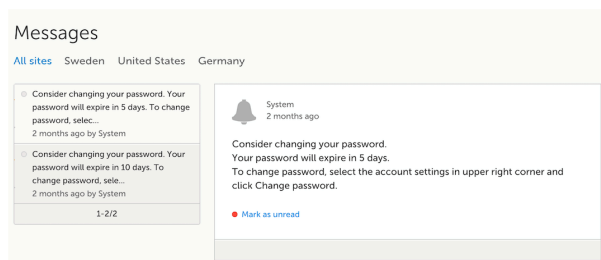 Messages
All sites Sweden United States Germany
Consider changing your password. Your
password will expire in 5 days. To change
password, selec...
2 months ago by System
Consider changing your password. Your
password will expire in 10 days. To
change password, sele...
2 months ago by System
1-2/2
System
2 months ago
Consider changing your password.
Your password will expire in 5 days.
To change password, select the account settings in upper right corner and
click Change password.
Mark as unread